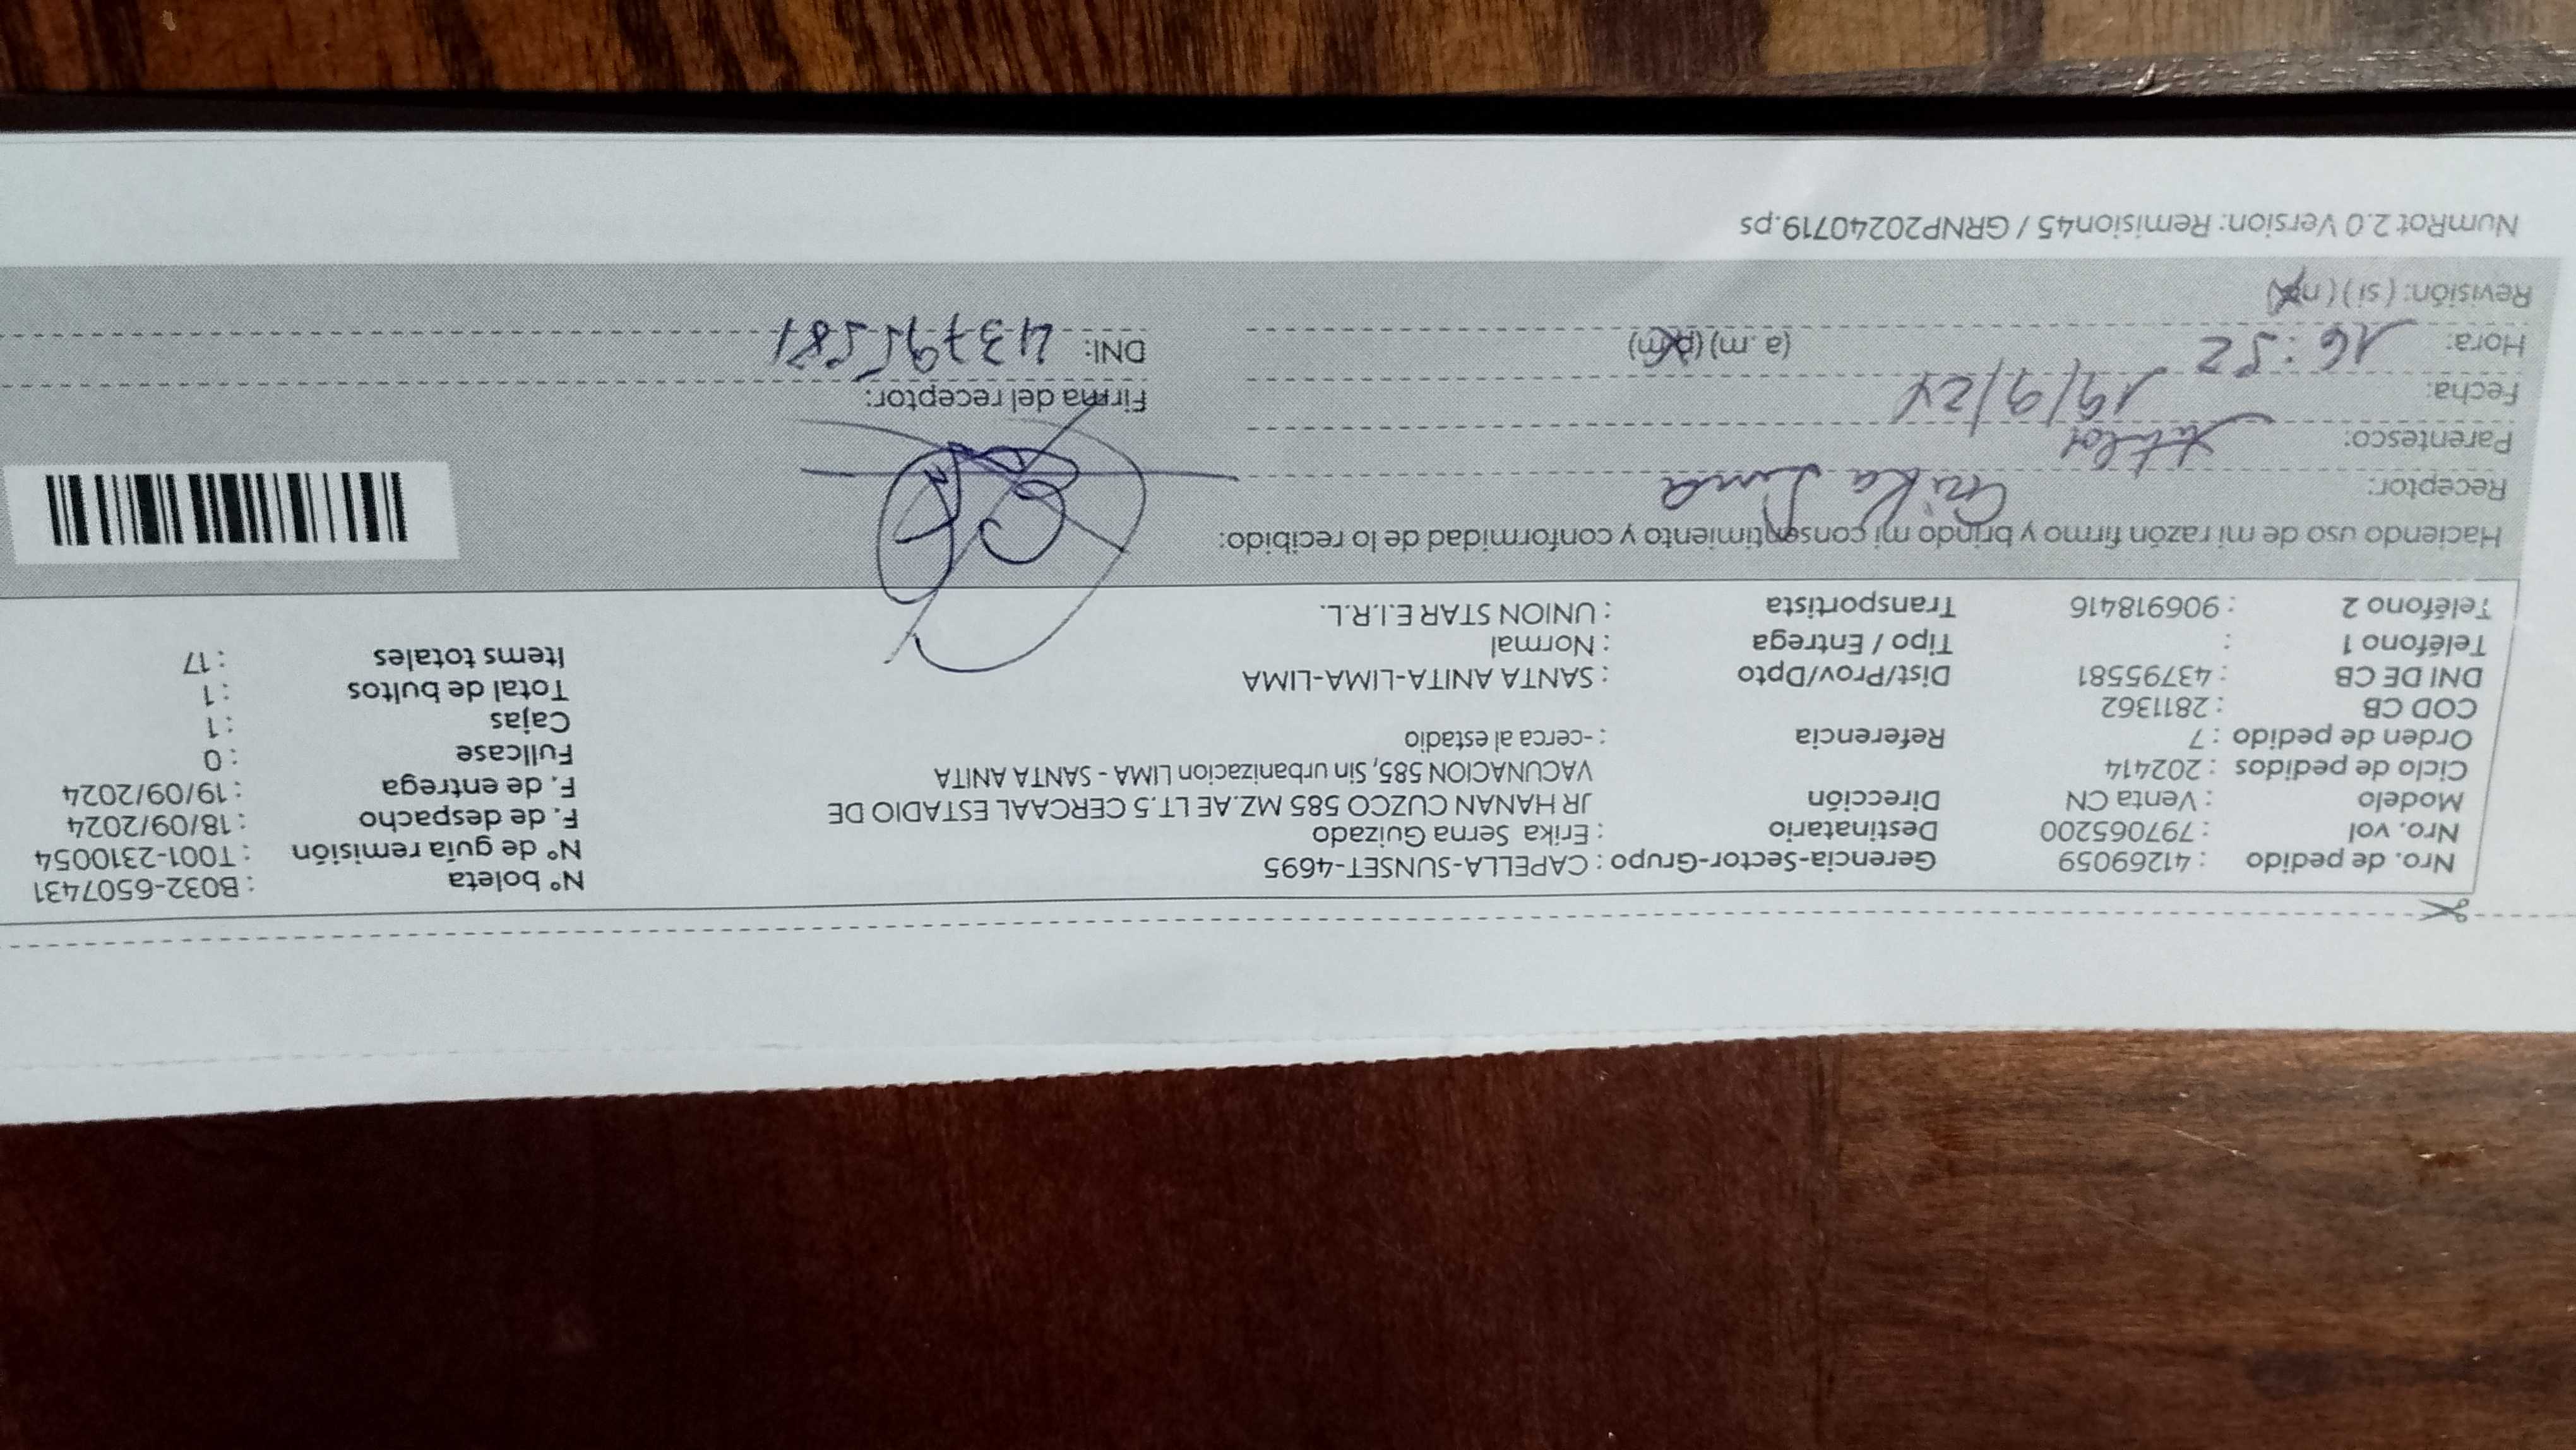 Nro. de pedido : 41269059 Gerencia-Sector-Grupo : CAPELLA-SUNSET-4695 N° boleta : B032-6507431
Nro. vol : 797065200 Destinatario : Erika Serna Guizado N° de guía remisión : T001-2310054
Modelo : Venta CN Dirección JR HANAN CUZCO 585 MZ.AE LT.5 CERCAAL ESTADIO DE F. de despacho : 18/09/2024
Ciclo de pedidos : 202414 VACUNACION 585, Sin urbanizacion LIMA - SANTA ANITA F. de entrega : 19/09/2024
Orden de pedido : 7 Referencia : -cerca al estadio Fullcase : 0
COD CB : 2811362 Cajas : 1
DNI DE CB : 43795581 Dist/Prov/Dpto : SANTA ANITA-LIMA-LIMA Total de bultos : 1
Teléfono 1 : Tipo / Entrega : Normal Items totales : 17
Teléfono 2 : 906918416 Transportista : UNION STAR E.I.R.L.
Haciendo uso de mi razón firmo y brindo mi consentimiento y conformidad de lo recibido:
Receptor: Erika Serna
Parentesco: titular
Fecha: 19/9/24 Firma del receptor:
Hora: 16:52 (a.m) (p.m) DNI: 43795581
Revisión: (si) (no)
NumRot 2.0 Version: Remision45 / GRNP20240719.ps